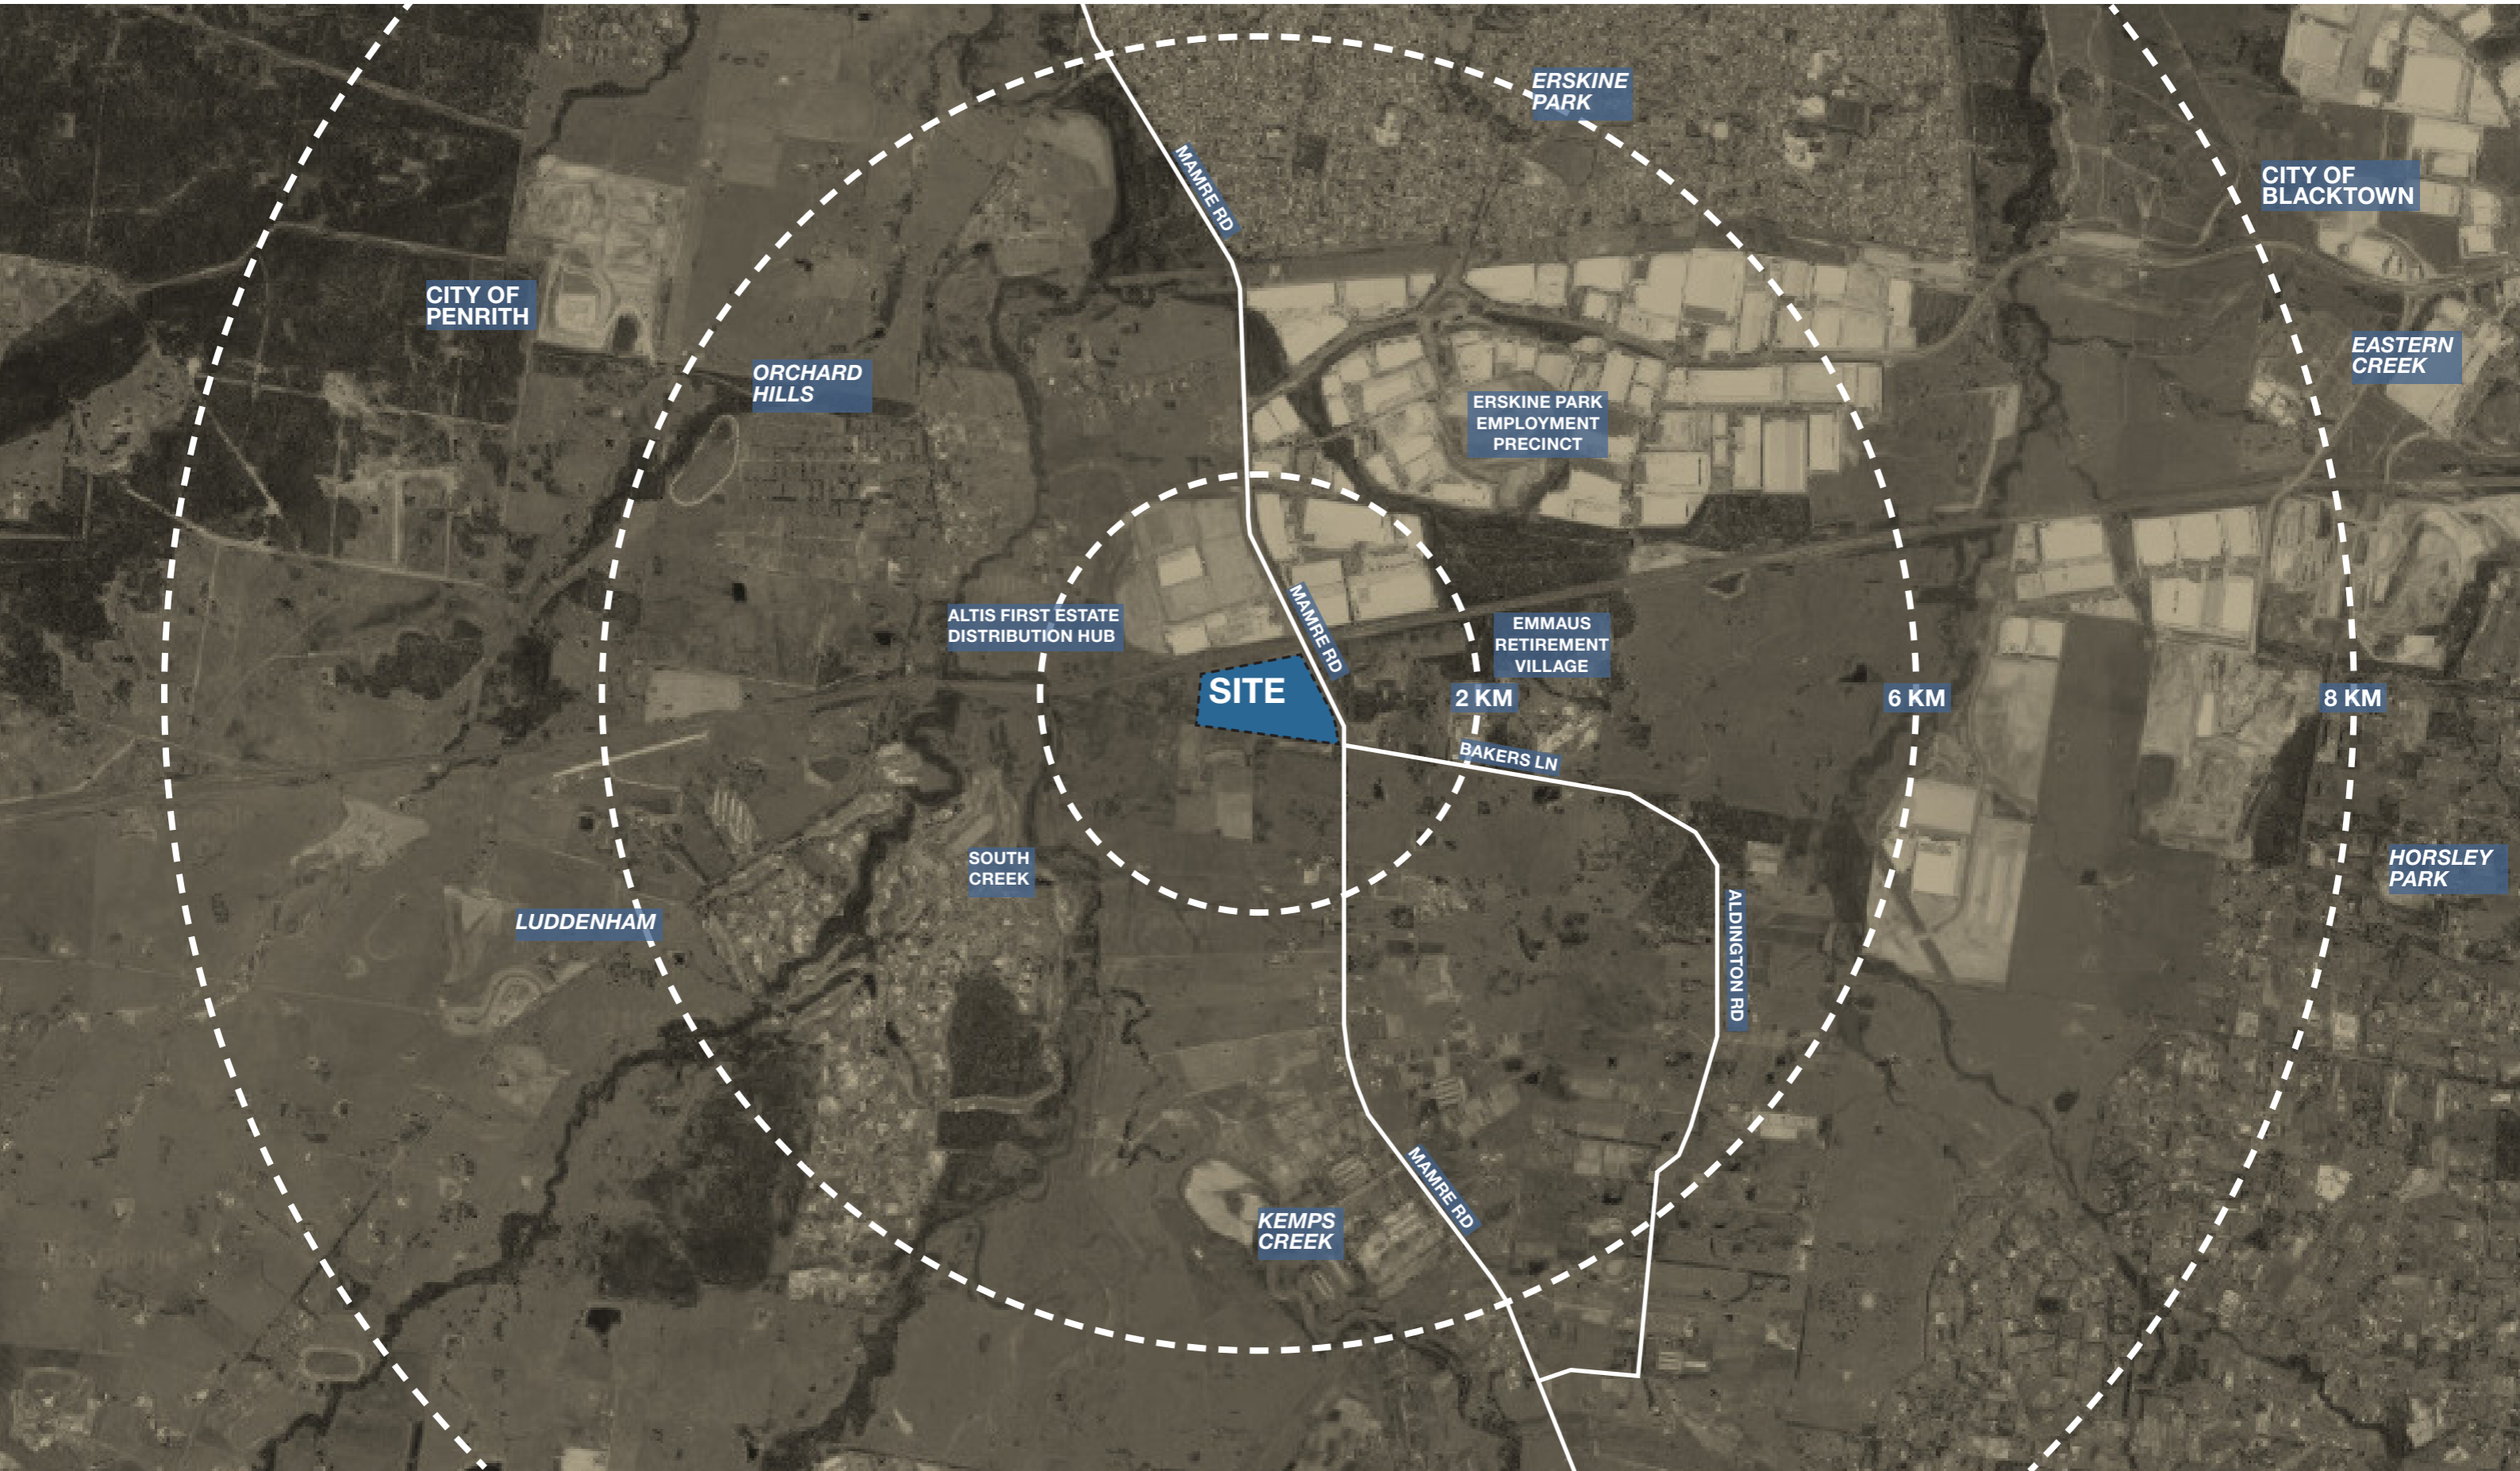 ERSKINE
PARK
MAMRE RD
CITY OF
BLACKTOWN
CITY OF
PENRITH
EASTERN
CREEK
ORCHARD
HILLS
ERSKINE PARK
EMPLOYMENT
PRECINCT
ALTIS FIRST ESTATE
DISTRIBUTION HUB
MAMRE RD
EMMAUS
RETIREMENT
VILLAGE
SITE
2 KM
6 KM
8 KM
BAKERS LN
SOUTH
CREEK
HORSLEY
PARK
LUDDENHAM
ALDINGTON RD
MAMRE RD
KEMPS
CREEK